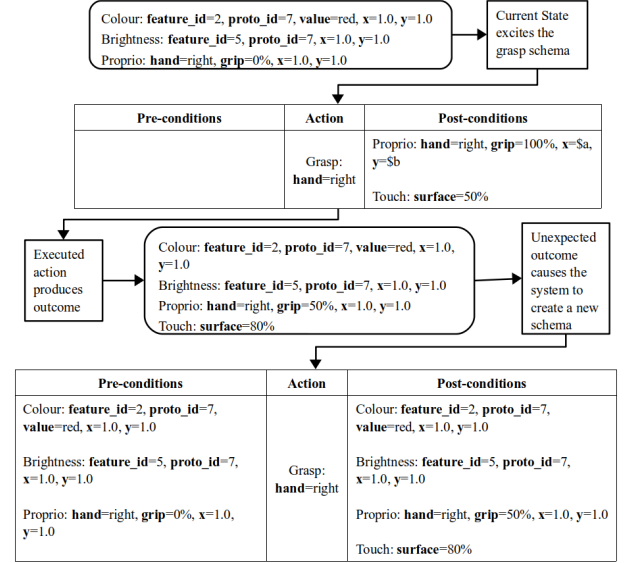 Colour: feature_id=2, proto_id=7, value=red, x=1.0, y=1.0
Brightness: feature_id=5, proto_id=7, x=1.0, y=1.0
Proprio: hand=right, grip=0%, x=1.0, y=1.0
Current State
excites the
grasp schema
Pre-conditions
Action
Post-conditions
Grasp:
hand=right
Proprio: hand=right, grip=100%, x=$a,
y=$b
Touch: surface=50%
Executed
action
produces
outcome
Colour: feature_id=2, proto_id=7, value=red, x=1.0,
y=1.0
Brightness: feature_id=5, proto_id=7, x=1.0, y=1.0
Proprio: hand=right, grip=50%, x=1.0, y=1.0
Touch: surface=80%
Unexpected
outcome
causes the
system to
create a new
schema
Pre-conditions
Action
Post-conditions
Colour: feature_id=2, proto_id=7,
value=red, x=1.0, y=1.0
Brightness: feature_id=5, proto_id=7,
x=1.0, y=1.0
Proprio: hand=right, grip=0%, x=1.0,
y=1.0
Grasp:
hand=right
Colour: feature_id=2, proto_id=7,
value=red, x=1.0, y=1.0
Brightness: feature_id=5, proto_id=7,
x=1.0, y=1.0
Proprio: hand=right, grip=50%, x=1.0, y=1.0
Touch: surface=80%